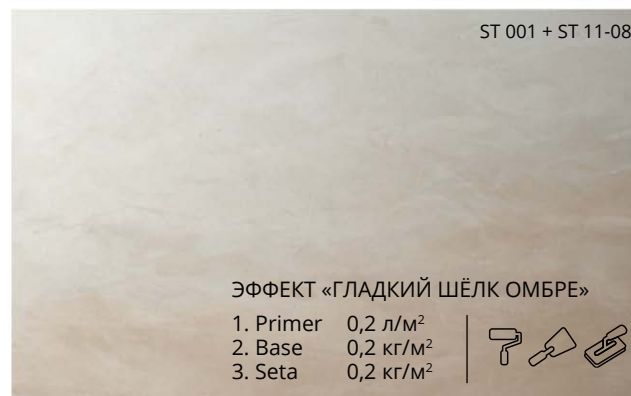 ST 001 + ST 11-08
ЭФФЕКТ «ГЛАДКИЙ ШЁЛК ОМБРЕ»
1. Primer 0,2 л/м²
2. Base 0,2 кг/м²
3. Seta 0,2 кг/м²